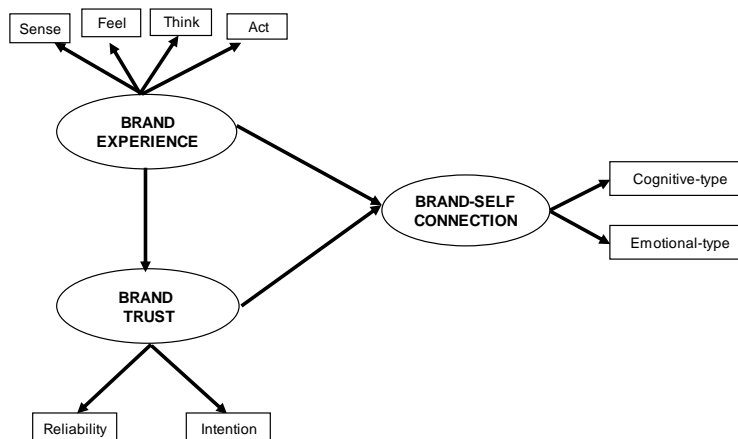 Sense
Feel
Think
Act
BRAND
EXPERIENCE
BRAND-SELF
CONNECTION
Cognitive-type
Emotional-type
BRAND
TRUST
Reliability
Intention